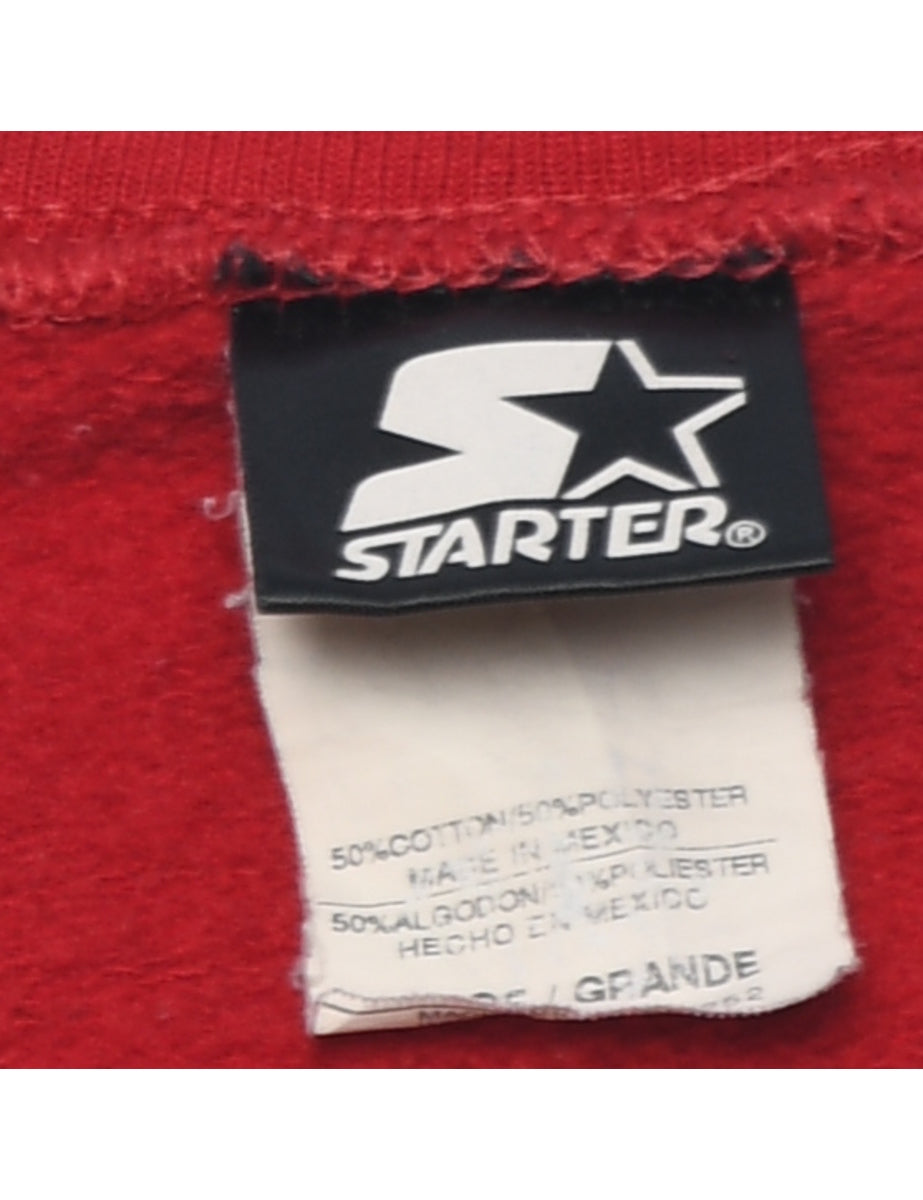 STARTER®
50%COTTON/50%POLYESTER
MADE IN MEXICO
50%ALGODON/50%POLIESTER
HECHO EN MEXICO
/ GRANDE